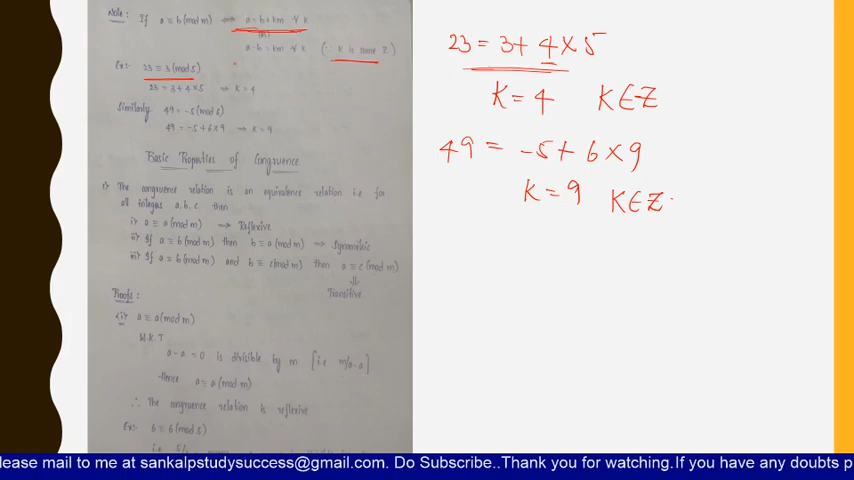 Note: If a ≡ b (mod m) ⟺ a = b + km ∀ k
(or)
a-b = km ∀ k (∵ K is some Z)
Ex:- 23 ≡ 3 (mod 5)
23 = 3+4×5 ⇒ k = 4
Similarly 49 ≡ -5 (mod 6)
49 = -5 + 6×9 ⇒ k = 9
Basic Properties of Congruence
1) The congruence relation is an equivalence relation i.e for
all integers a, b, c then
i) a ≡ a (mod m) → Reflexive
ii) If a ≡ b (mod m) then b ≡ a (mod m) → Symmetric
iii) If a ≡ b (mod m) and b ≡ c (mod m) then a ≡ c (mod m)
⇓
Transitive
Proofs:
(i) a ≡ a (mod m)
W.K.T
a-a = 0 is divisible by m [i.e m/a-a]
Hence a ≡ a (mod m)
∴ The congruence relation is reflexive
Ex:- 6 ≡ 6 (mod 5)
23 = 3 + 4 × 5
K = 4 K ∈ Z
49 = -5 + 6 × 9
K = 9 K ∈ Z
lease mail to me at sankalpstudysuccess@gmail.com. Do Subscribe..Thank you for watching.If you have any doubts p